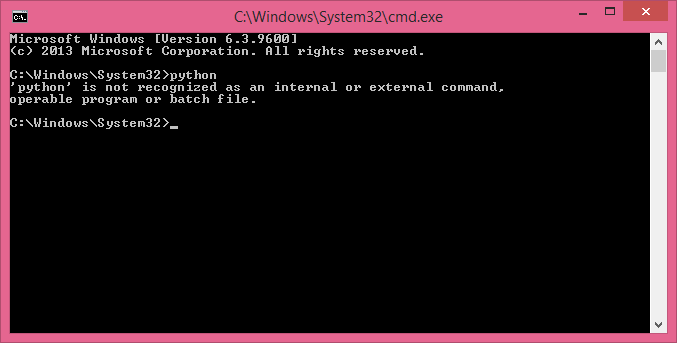 C:\Windows\System32\cmd.exe
Microsoft Windows [Version 6.3.9600]
(c) 2013 Microsoft Corporation. All rights reserved.
C:\Windows\System32>python
'python' is not recognized as an internal or external command,
operable program or batch file.
C:\Windows\System32>_